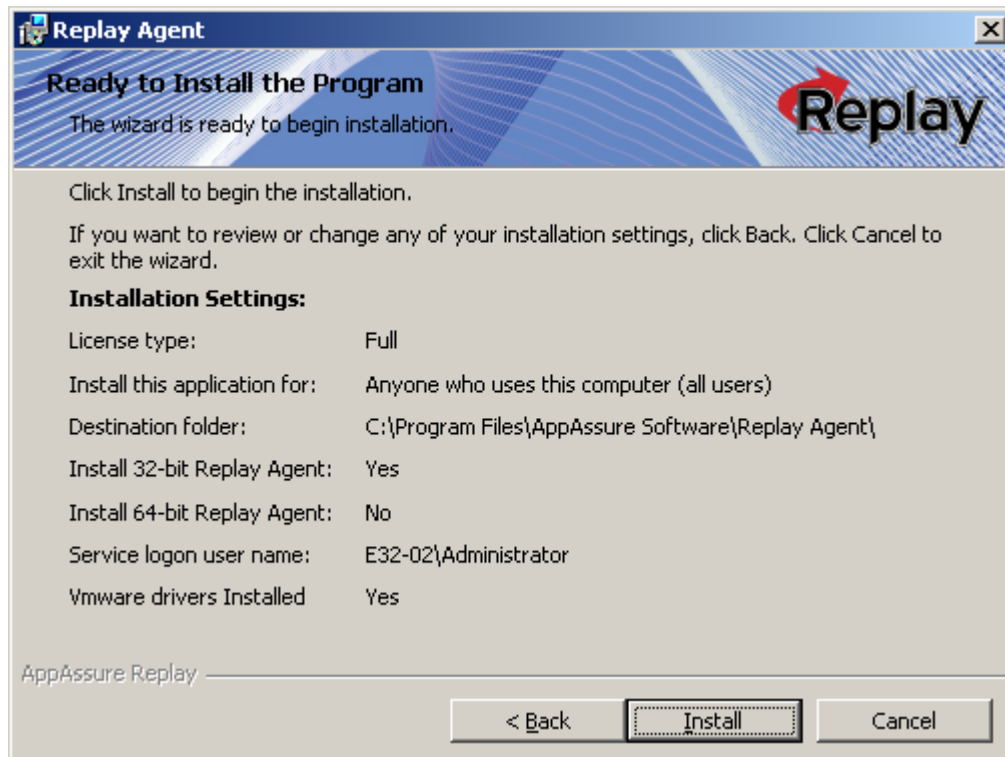 Replay Agent
Ready to Install the Program
The wizard is ready to begin installation.
Replay
Click Install to begin the installation.
If you want to review or change any of your installation settings, click Back. Click Cancel to
exit the wizard.
Installation Settings:
License type: Full
Install this application for: Anyone who uses this computer (all users)
Destination folder: C:\Program Files\AppAssure Software\Replay Agent\
Install 32-bit Replay Agent: Yes
Install 64-bit Replay Agent: No
Service logon user name: E32-02\Administrator
Vmware drivers Installed Yes
AppAssure Replay
< Back Install Cancel